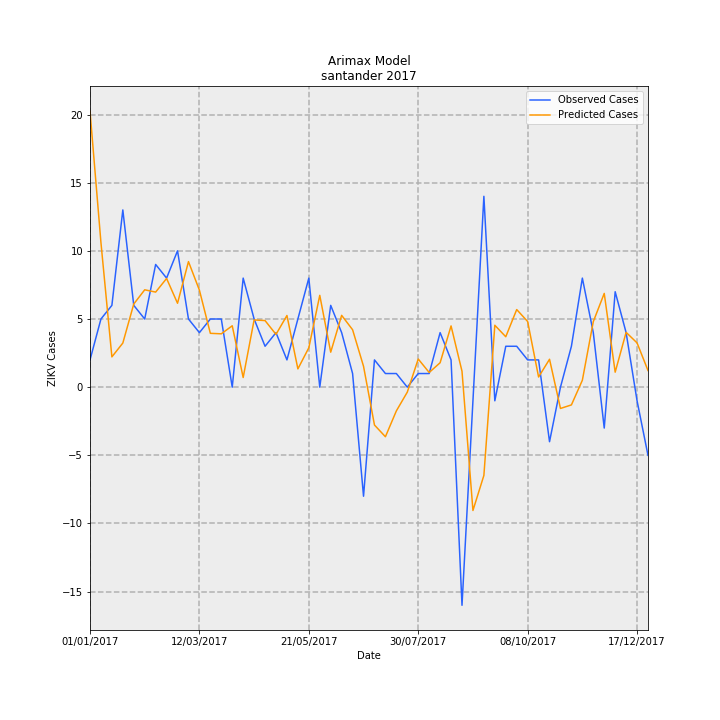 Arimax Model
santander 2017
Observed Cases
Predicted Cases
ZIKV Cases
20
15
10
5
0
−5
−10
−15
01/01/2017 12/03/2017 21/05/2017 30/07/2017 08/10/2017 17/12/2017
Date